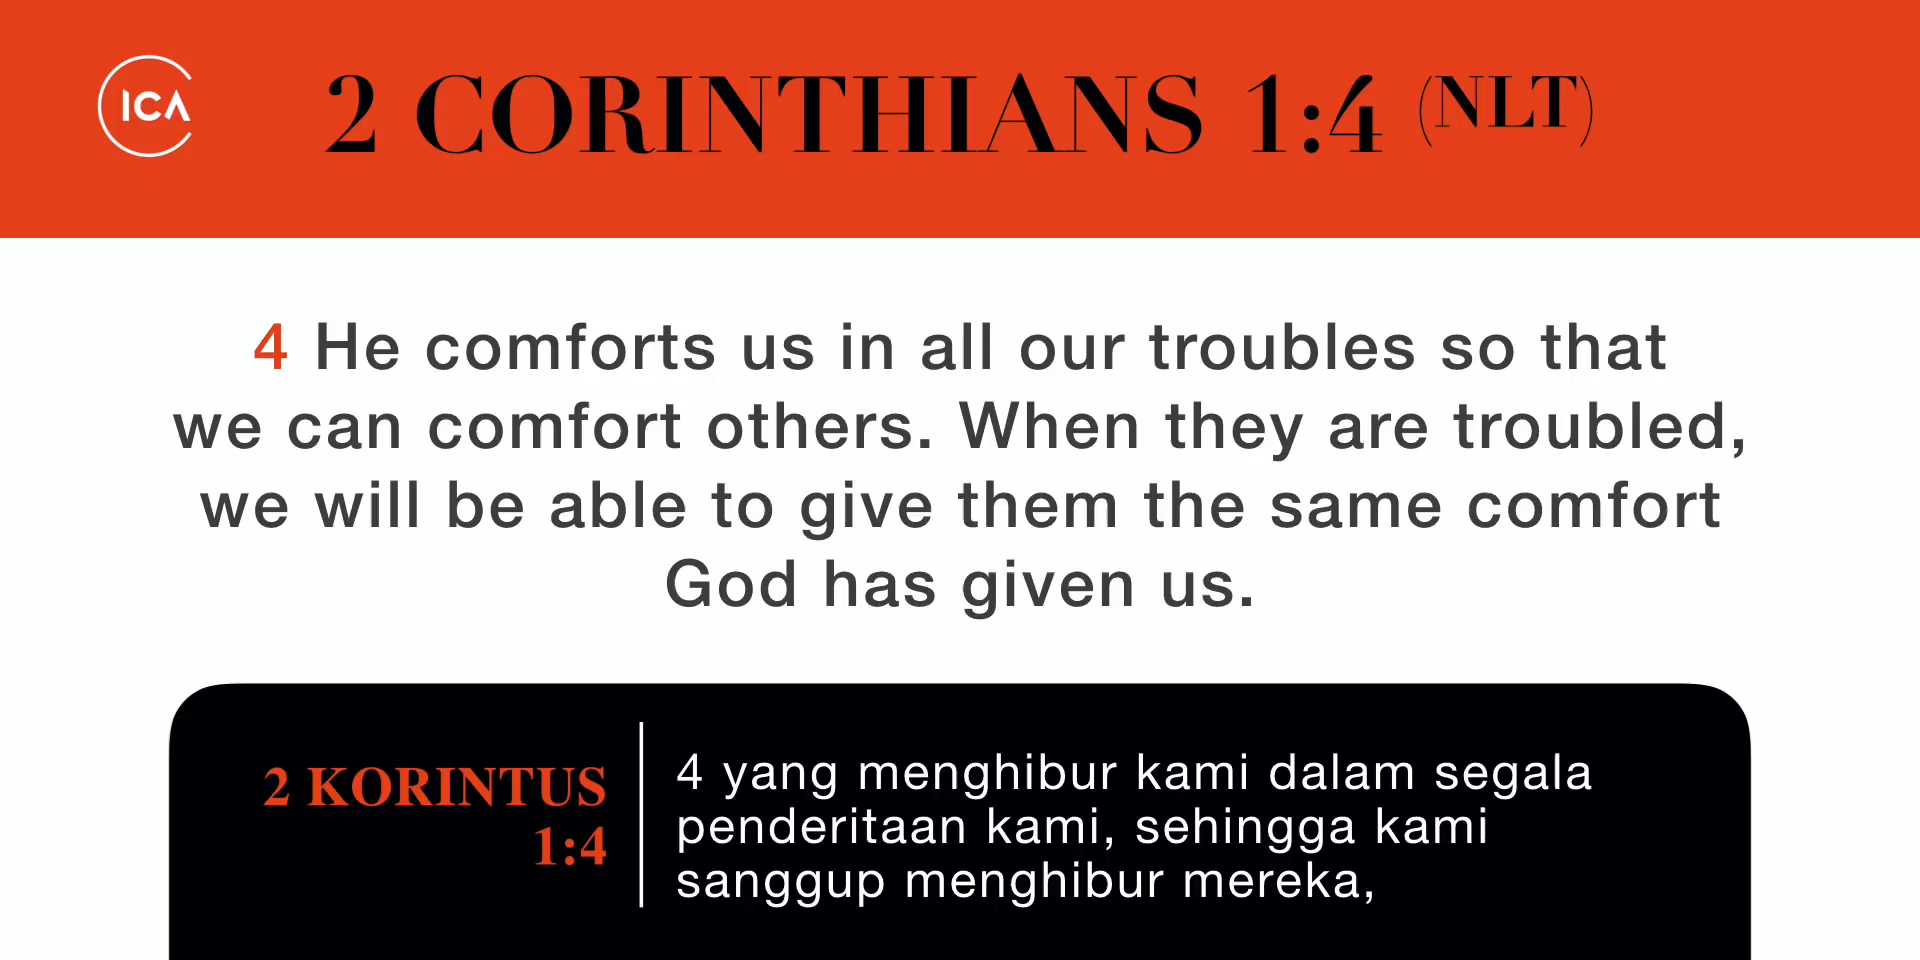 ICA
2 CORINTHIANS 1:4 (NLT)
4 He comforts us in all our troubles so that
we can comfort others. When they are troubled,
we will be able to give them the same comfort
God has given us.
2 KORINTUS
1:4
4 yang menghibur kami dalam segala
penderitaan kami, sehingga kami
sanggup menghibur mereka,